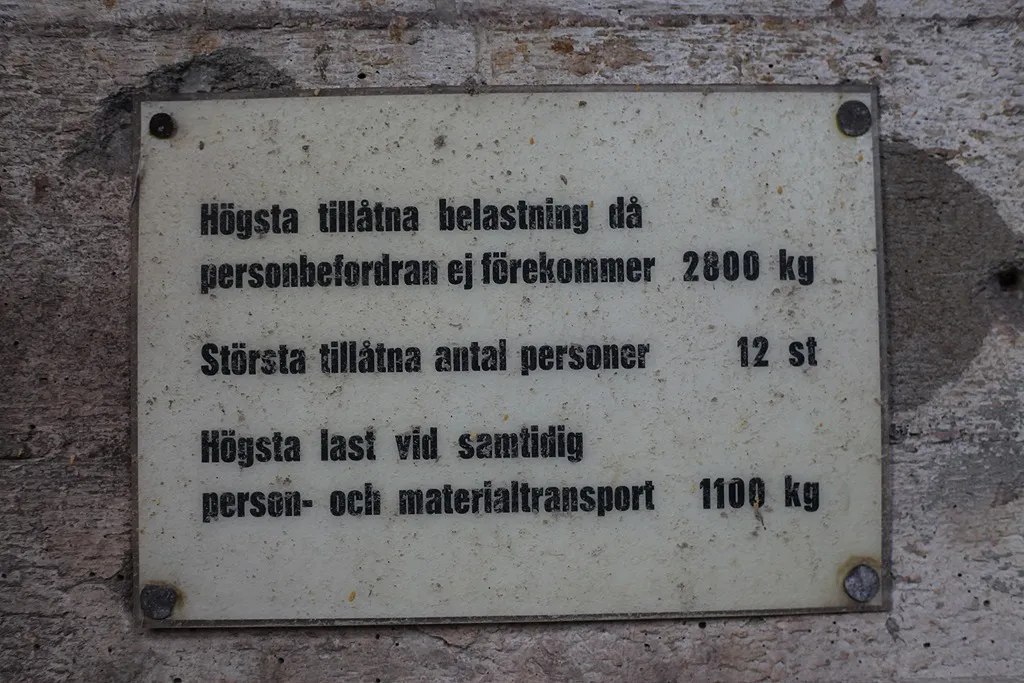 Högsta tillåtna belastning då
personbefordran ej förekommer 2800 kg
Största tillåtna antal personer 12 st
Högsta last vid samtidig
person- och materialtransport 1100 kg